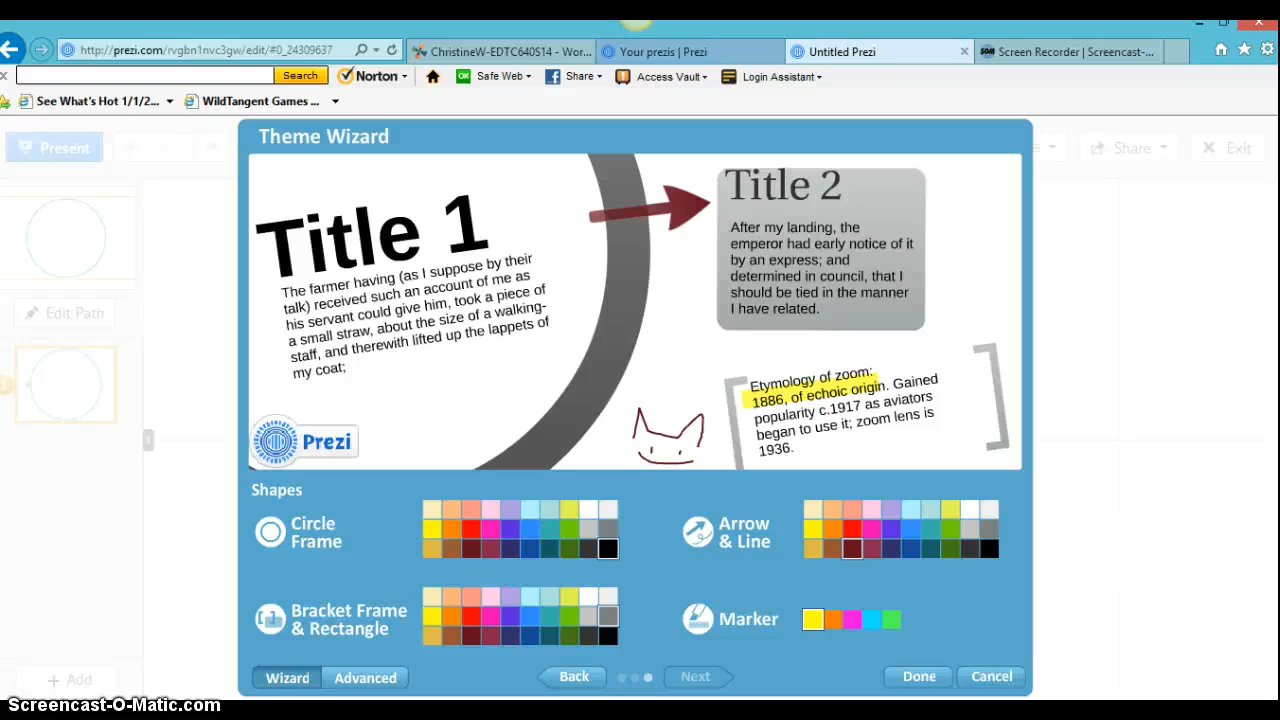 http://prezi.com/rvgbn1nvc3gw/edit/#0_24309637
ChristineW-EDTC640S14 - Wor...
Your prezis | Prezi
Untitled Prezi
Screen Recorder | Screencast-...
Search
Norton
Safe Web
Share
Access Vault
Login Assistant
See What's Hot 1/1/2...
WildTangent Games ...
Present
Share
Exit
Edit Path
Add
Theme Wizard
Title 1
The farmer having (as I suppose by their
talk) received such an account of me as
his servant could give him, took a piece of
a small straw, about the size of a walking-
staff, and therewith lifted up the lappets of
my coat;
Title 2
After my landing, the
emperor had early notice of it
by an express; and
determined in council, that I
should be tied in the manner
I have related.
Etymology of zoom:
1886, of echoic origin. Gained
popularity c.1917 as aviators
began to use it; zoom lens is
1936.
Prezi
Shapes
Circle
Frame
Arrow
& Line
Bracket Frame
& Rectangle
Marker
Wizard
Advanced
Back
Next
Done
Cancel
Screencast-O-Matic.com